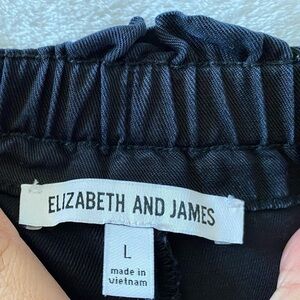 ELIZABETH AND JAMES
L
made in
vietnam